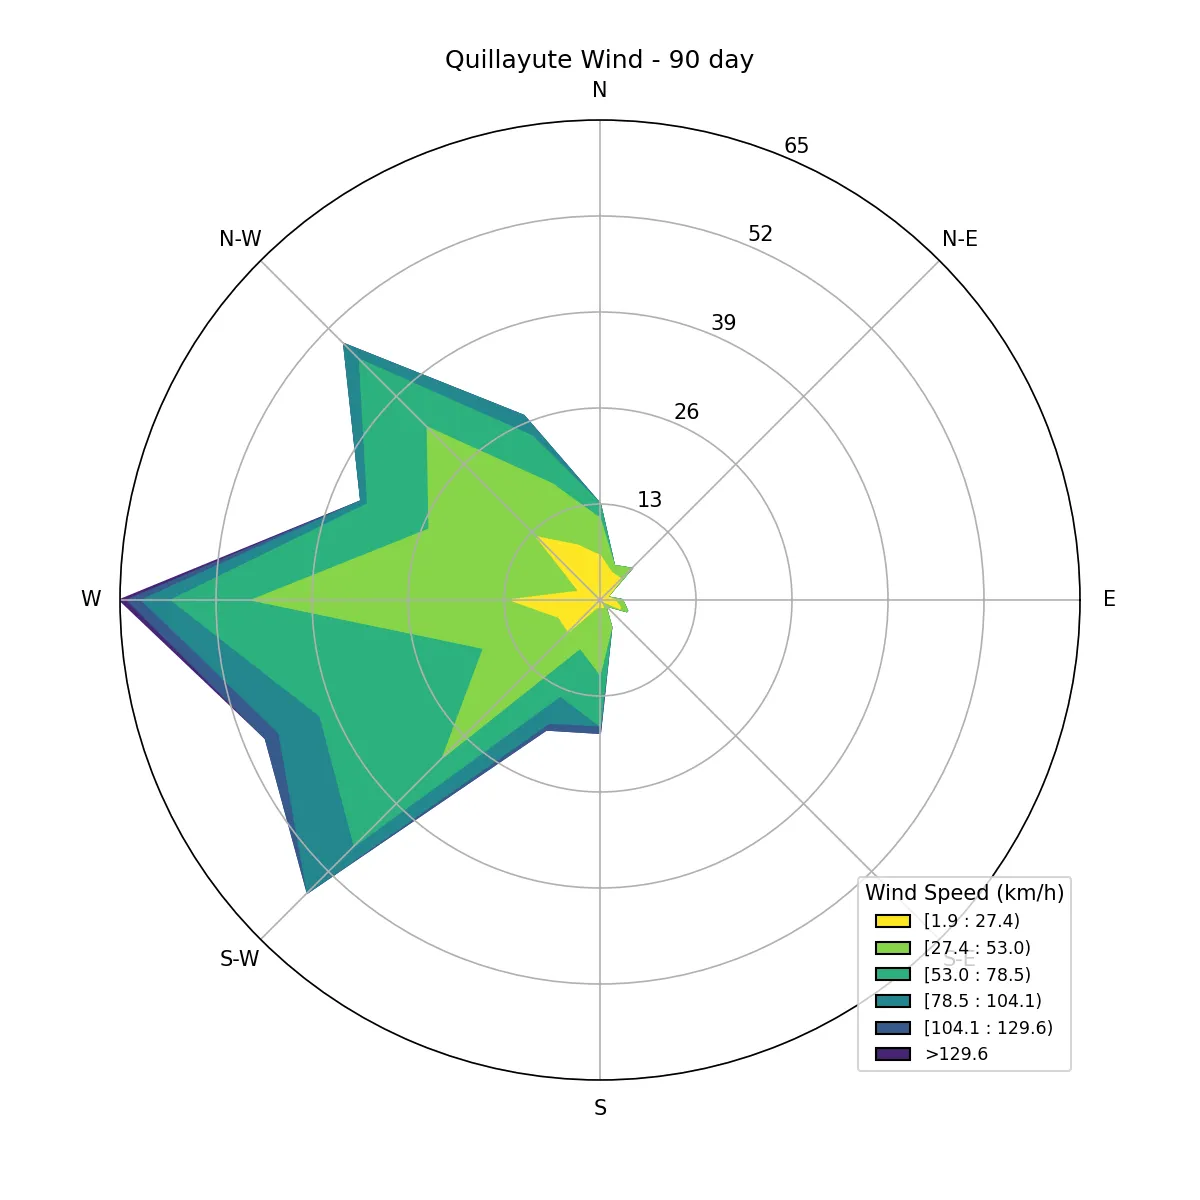 Quillayute Wind - 90 day
N
65
N-W
52
N-E
39
26
13
W
E
S-W
S-E
S
Wind Speed (km/h)
[1.9 : 27.4)
[27.4 : 53.0)
[53.0 : 78.5)
[78.5 : 104.1)
[104.1 : 129.6)
>129.6